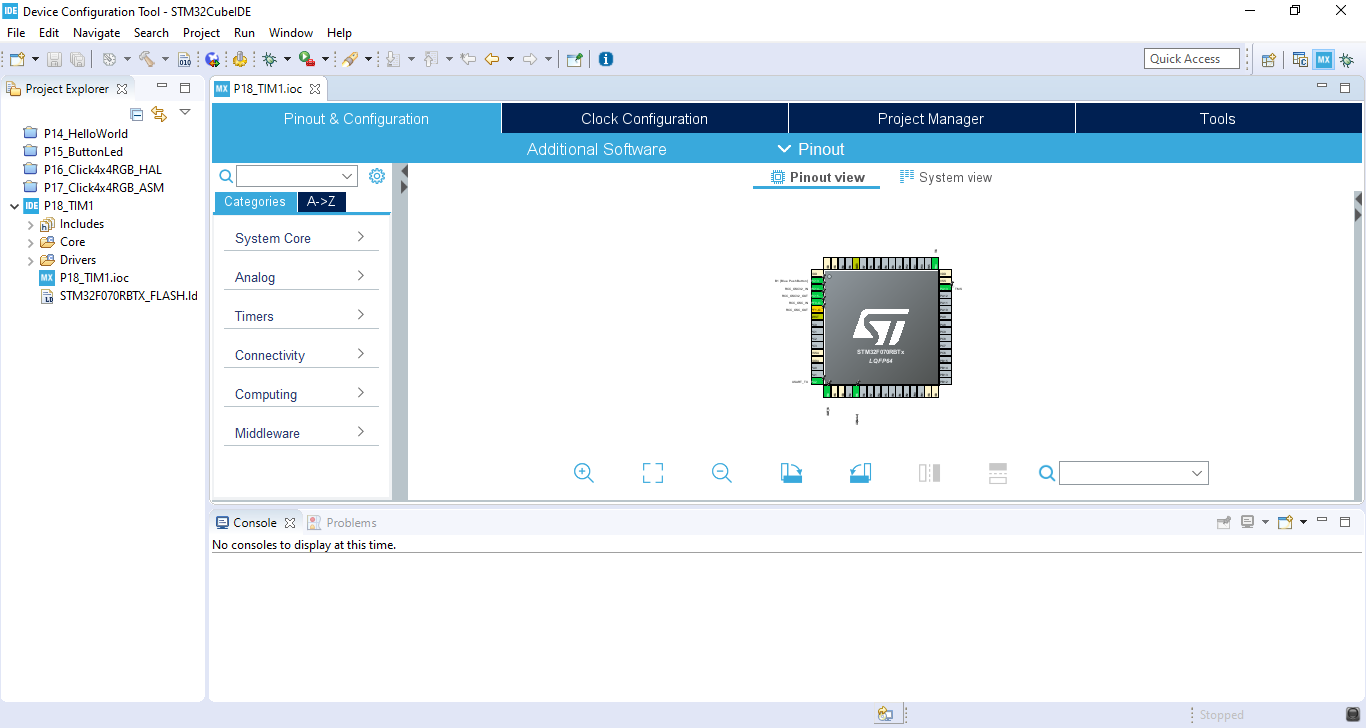 Device Configuration Tool - STM32CubeIDE
File Edit Navigate Search Project Run Window Help
Quick Access
Project Explorer
P18_TIM1.ioc
P14_HelloWorld
P15_ButtonLed
P16_Click4x4RGB_HAL
P17_Click4x4RGB_ASM
P18_TIM1
Includes
Core
Drivers
P18_TIM1.ioc
STM32F070RBTX_FLASH.ld
Pinout & Configuration
Clock Configuration
Project Manager
Tools
Additional Software
Pinout
Pinout view
System view
Categories
A->Z
System Core
Analog
Timers
Connectivity
Computing
Middleware
STM32F070RBTx
LQFP64
Console
Problems
No consoles to display at this time.
Stopped